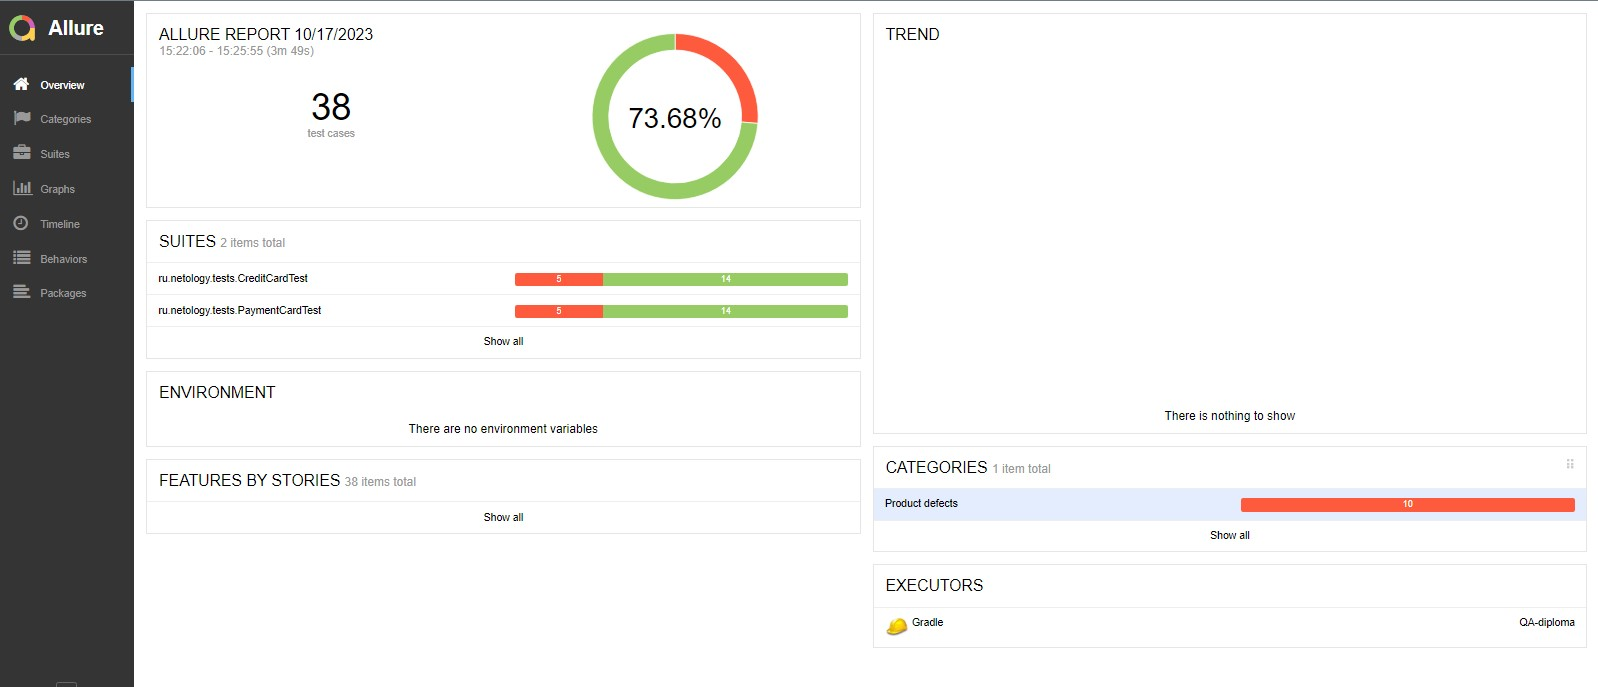 Allure
Overview
Categories
Suites
Graphs
Timeline
Behaviors
Packages
ALLURE REPORT 10/17/2023
15:22:06 - 15:25:55 (3m 49s)
38
test cases
73.68%
SUITES 2 items total
ru.netology.tests.CreditCardTest 5 14
ru.netology.tests.PaymentCardTest 5 14
Show all
ENVIRONMENT
There are no environment variables
FEATURES BY STORIES 38 items total
Show all
TREND
There is nothing to show
CATEGORIES 1 item total
Product defects 10
Show all
EXECUTORS
Gradle QA-diploma